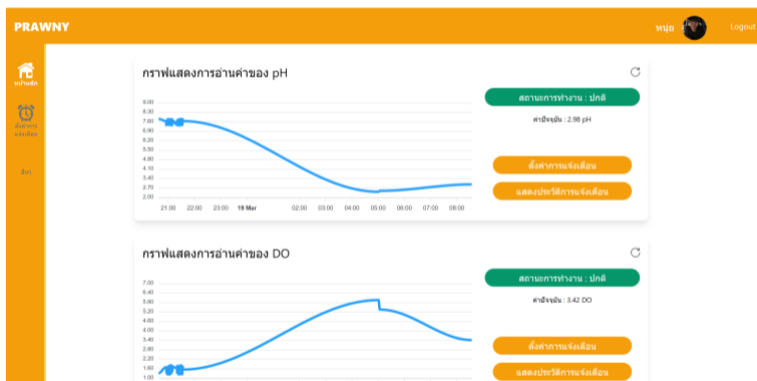 PRAWNY
หนุ่ย
Logout
หน้าหลัก
ตั้งค่าการ
แจ้งเตือน
กราฟแสดงการอ่านค่าของ pH
สถานะการทำงาน : ปกติ
ค่าปัจจุบัน : 2.98 pH
ตั้งค่าการแจ้งเตือน
แสดงประวัติการแจ้งเตือน
9.00
8.30
7.60
6.90
6.20
5.50
4.80
4.10
3.40
2.70
2.00
21:00 22:00 23:00 19 Mar 02:00 03:00 04:00 05:00 06:00 07:00 08:00
กราฟแสดงการอ่านค่าของ DO
สถานะการทำงาน : ปกติ
ค่าปัจจุบัน : 3.42 DO
ตั้งค่าการแจ้งเตือน
แสดงประวัติการแจ้งเตือน
7.00
6.40
5.80
5.20
4.60
4.00
3.40
2.80
2.20
1.60
1.00